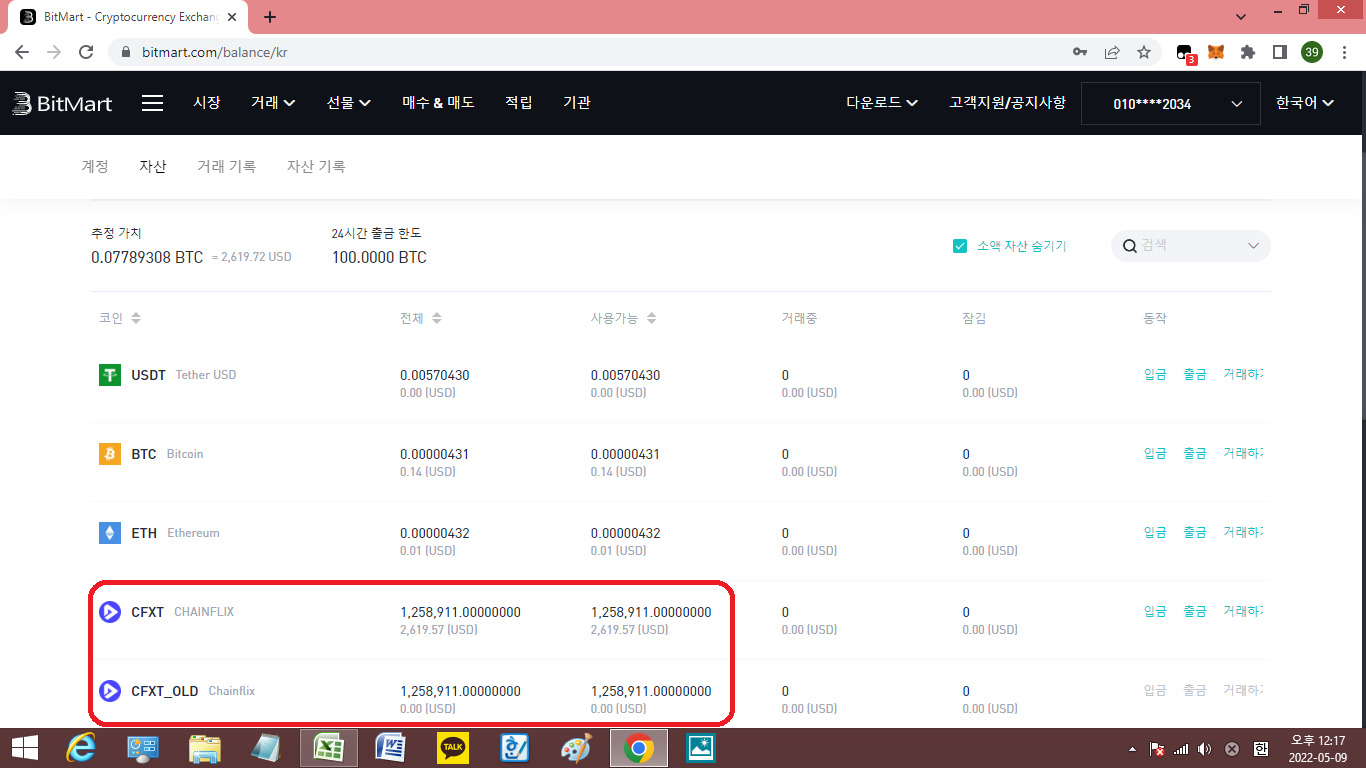 BitMart - Cryptocurrency Exchan
bitmart.com/balance/kr
3
39
BitMart 시장 거래 선물 매수 & 매도 적립 기관 다운로드 고객지원/공지사항 010****2034 한국어
계정 자산 거래 기록 자산 기록
추정 가치 24시간 출금 한도
0.07789308 BTC = 2,619.72 USD 100.0000 BTC
소액 자산 숨기기 검색
코인 전체 사용가능 거래중 잠김 동작
USDT Tether USD 0.00570430 0.00570430 0 0 입금 출금 거래하기
0.00 (USD) 0.00 (USD) 0.00 (USD) 0.00 (USD)
BTC Bitcoin 0.00000431 0.00000431 0 0 입금 출금 거래하기
0.14 (USD) 0.14 (USD) 0.00 (USD) 0.00 (USD)
ETH Ethereum 0.00000432 0.00000432 0 0 입금 출금 거래하기
0.01 (USD) 0.01 (USD) 0.00 (USD) 0.00 (USD)
CFXT CHAINFLIX 1,258,911.00000000 1,258,911.00000000 0 0 입금 출금 거래하기
2,619.57 (USD) 2,619.57 (USD) 0.00 (USD) 0.00 (USD)
CFXT_OLD Chainflix 1,258,911.00000000 1,258,911.00000000 0 0 입금 출금 거래하기
0.00 (USD) 0.00 (USD) 0.00 (USD) 0.00 (USD)
TALK
한
오후 12:17
2022-05-09